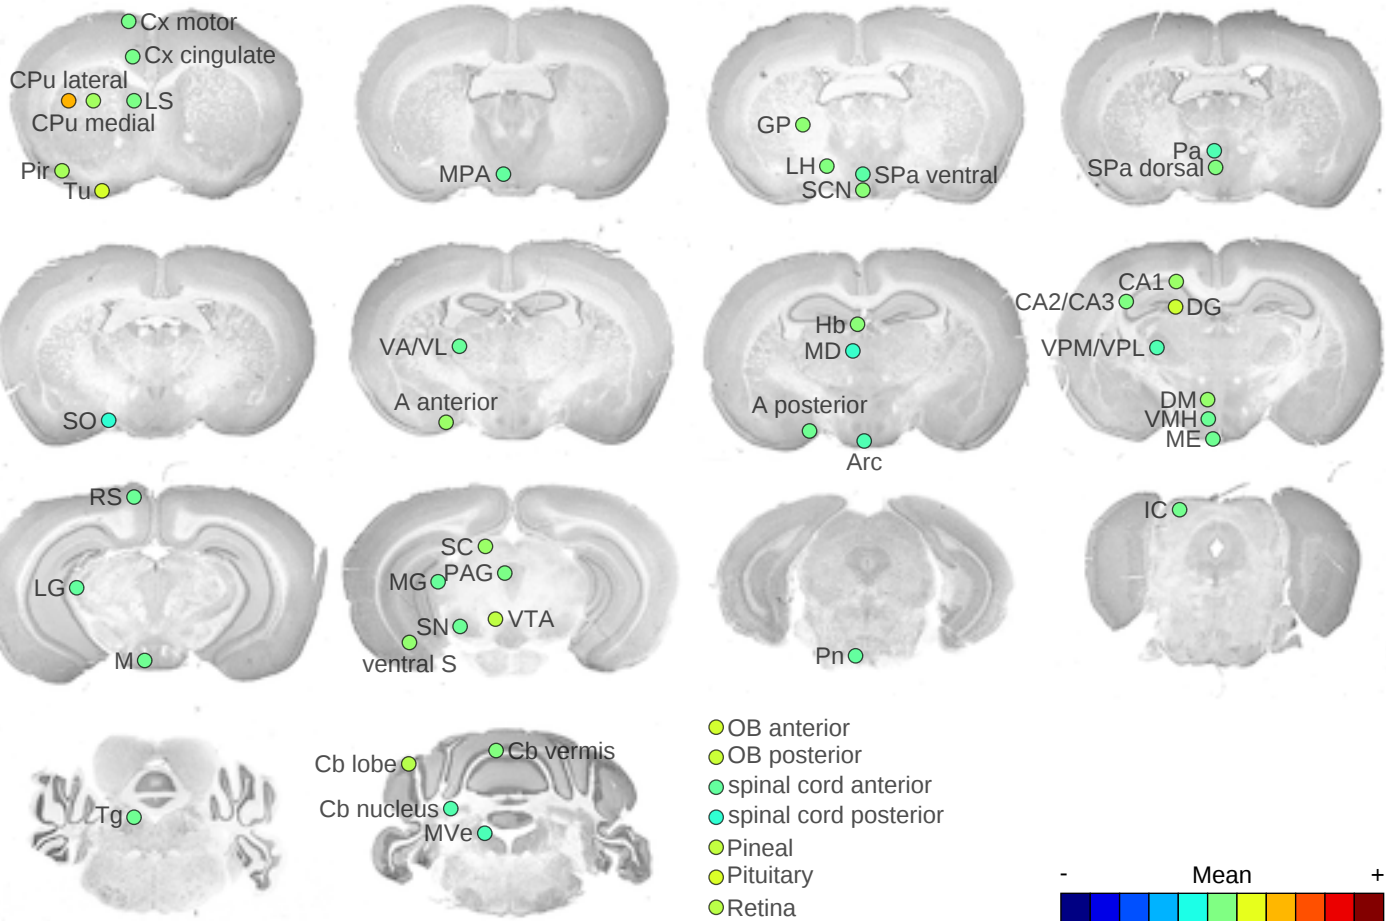 Cx motor
Cx cingulate
CPu lateral
LS
CPu medial
Pir
Tu
MPA
GP
LH
SPa ventral
SCN
Pa
SPa dorsal
SO
VA/VL
A anterior
Hb
MD
A posterior
Arc
CA1
CA2/CA3
DG
VPM/VPL
DM
VMH
ME
RS
LG
M
SC
PAG
MG
VTA
SN
ventral S
Pn
IC
Tg
Cb vermis
Cb lobe
Cb nucleus
MVe
OB anterior
OB posterior
spinal cord anterior
spinal cord posterior
Pineal
Pituitary
Retina
- Mean +